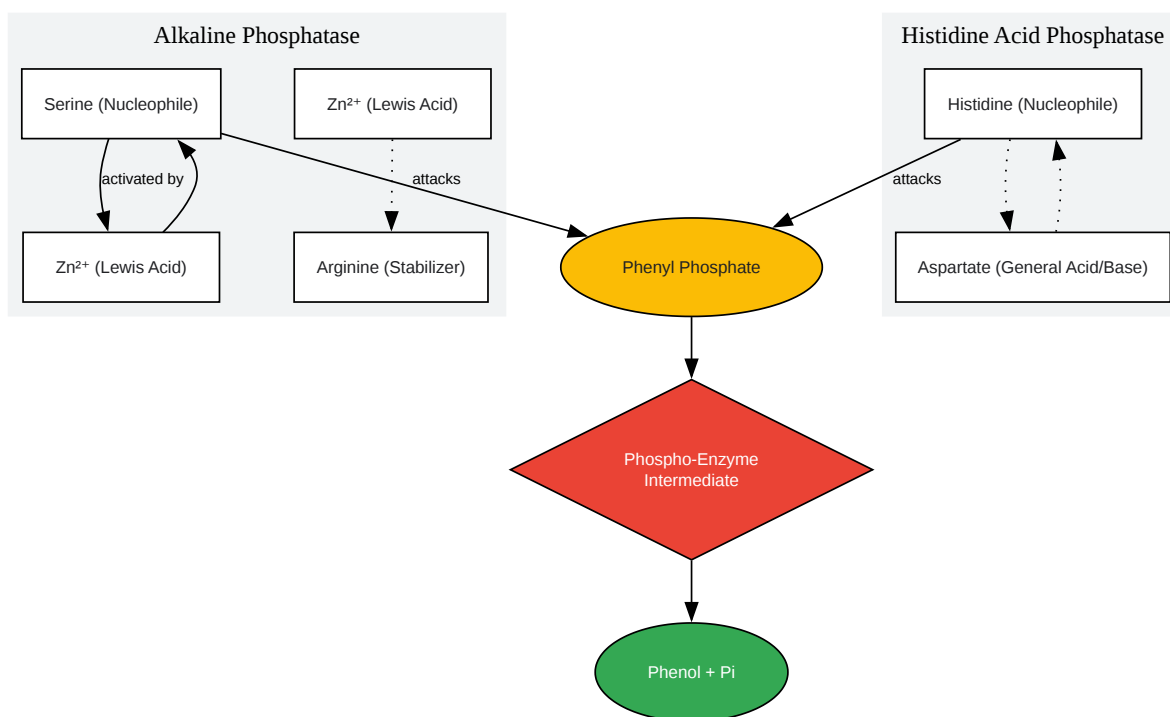 Alkaline Phosphatase
Histidine Acid Phosphatase
Serine (Nucleophile)
Zn²⁺ (Lewis Acid)
Histidine (Nucleophile)
activated by
attacks
attacks
Zn²⁺ (Lewis Acid)
Arginine (Stabilizer)
Phenyl Phosphate
Aspartate (General Acid/Base)
Phospho-Enzyme
Intermediate
Phenol + Pi